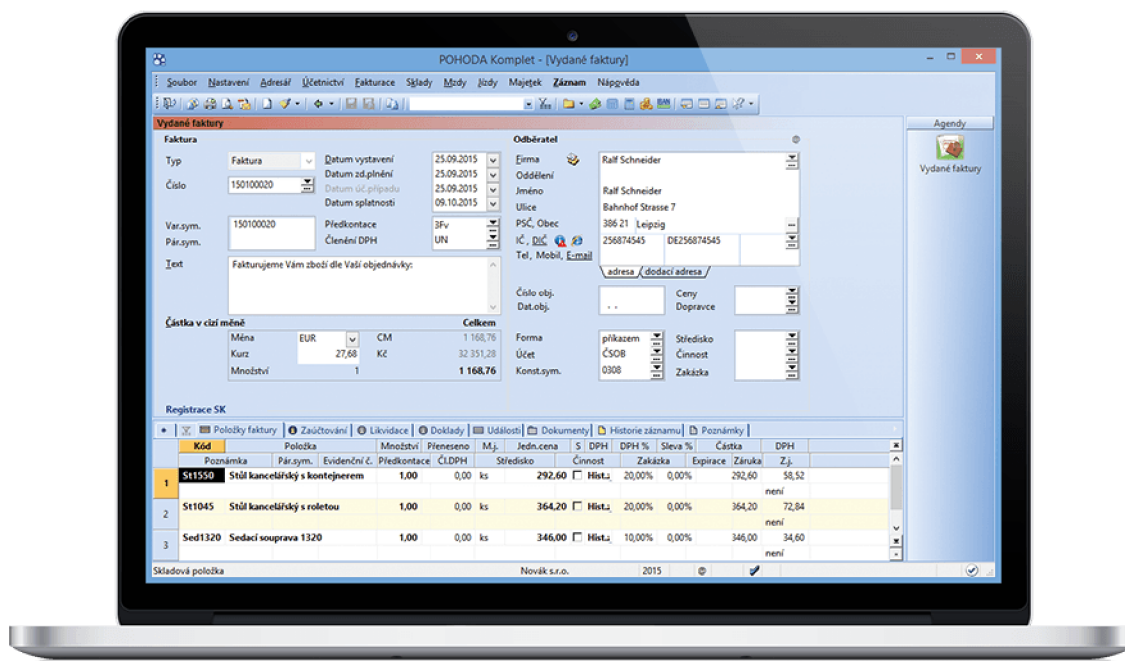 POHODA Komplet - [Vydané faktury]
Soubor Nastavení Adresář Účetnictví Fakturace Sklady Mzdy Jízdy Majetek Záznam Nápověda
Vydané faktury
Agendy
Vydané faktury
Faktura
Odběratel
Typ Faktura Datum vystavení 25.09.2015 Firma Ralf Schneider
Datum zd.plnění 25.09.2015 Oddělení
Číslo 150100020 Datum úč.případu 25.09.2015 Jméno Ralf Schneider
Datum splatnosti 09.10.2015 Ulice Bahnhof Strasse 7
Var.sym. 150100020 Předkontace 3Fv PSČ, Obec 386 21 Leipzig
Pár.sym. Členění DPH UN IČ, DIČ 256874545 DE256874545
Tel, Mobil, E-mail
Text Fakturujeme Vám zboží dle Vaší objednávky:
adresa dodací adresa
Číslo obj. Ceny
Dat.obj. . . Dopravce
Částka v cizí měně Celkem
Měna EUR CM 1 168,76 Forma příkazem Středisko
Kurz 27,68 Kč 32 351,28 Účet ČSOB Činnost
Množství 1 1 168,76 Konst.sym. 0308 Zakázka
Registrace SK
Položky faktury Zaúčtování Likvidace Doklady Události Dokumenty Historie záznamu Poznámky
Kód Položka Množství Přeneseno M.j. Jedn.cena S DPH DPH % Sleva % Částka DPH
Poznámka Pár.sym. Evidenční č. Předkontace Čl.DPH Středisko Činnost Zakázka Expirace Záruka Z.j.
1 St1550 Stůl kancelářský s kontejnerem 1,00 0,00 ks 292,60 Hist. 20,00% 0,00% 292,60 58,52
není
2 St1045 Stůl kancelářský s roletou 1,00 0,00 ks 364,20 Hist. 20,00% 0,00% 364,20 72,84
není
3 Sed1320 Sedací souprava 1320 1,00 0,00 ks 346,00 Hist. 10,00% 0,00% 346,00 34,60
není
Skladová položka Novák s.r.o. 2015